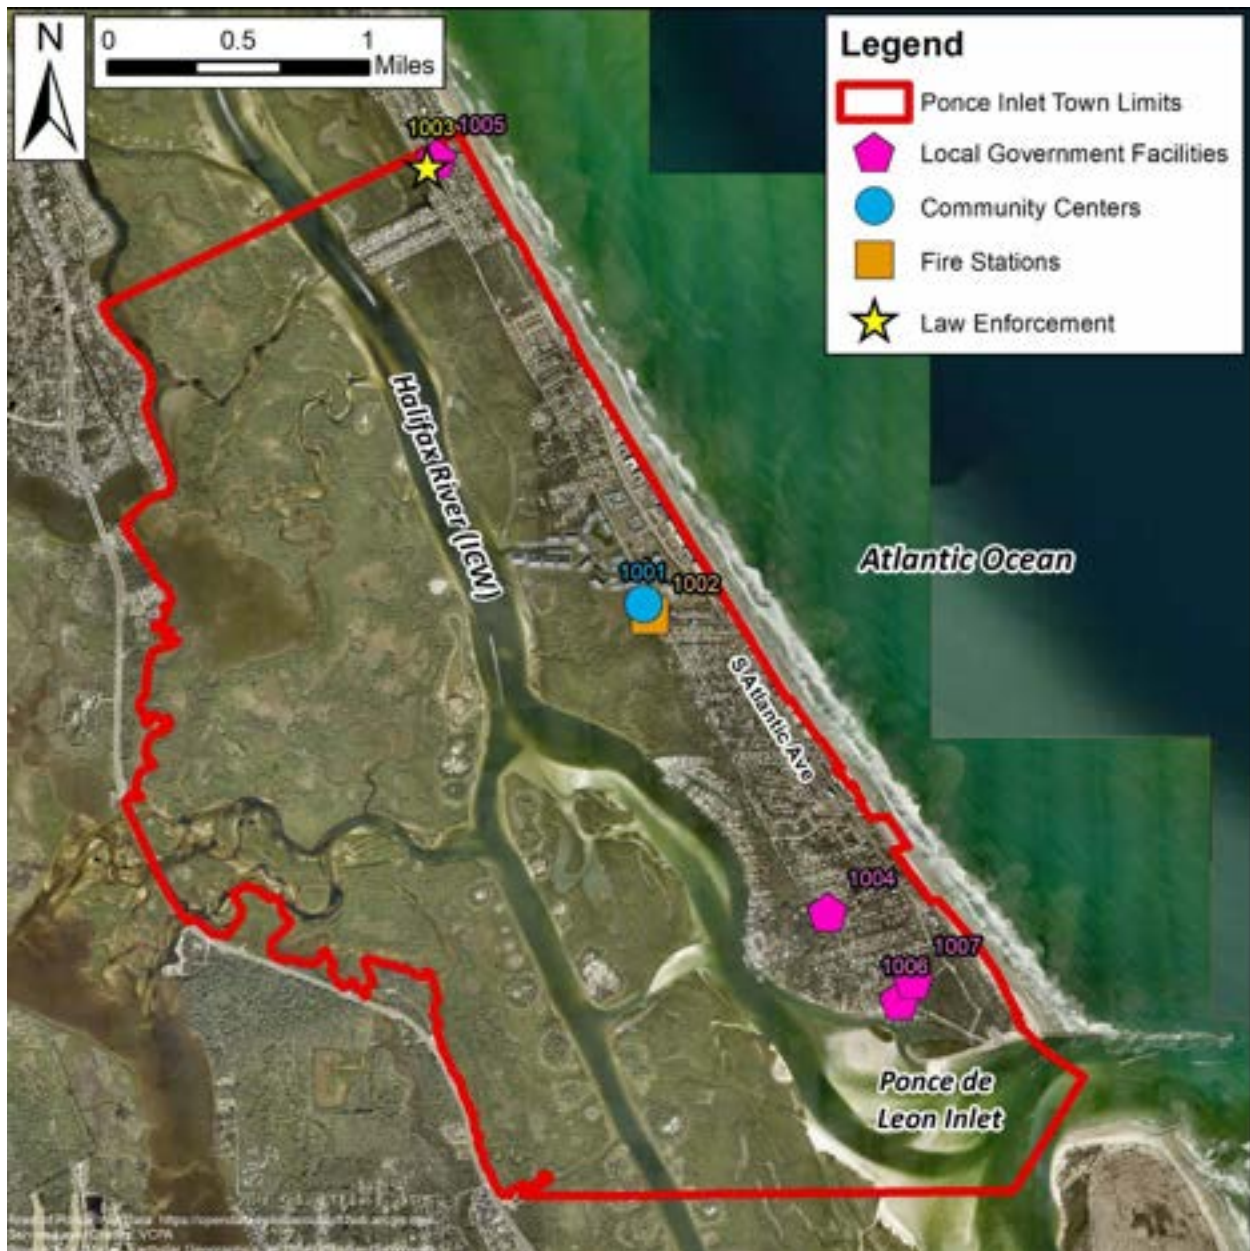 N
0 0.5 1
Miles
Legend
Ponce Inlet Town Limits
Local Government Facilities
Community Centers
Fire Stations
Law Enforcement
1003 1005
Halifax River (ICW)
Atlantic Ocean
1001
1002
S Atlantic Ave
1004
1007
1006
Ponce de
Leon Inlet
VCPA